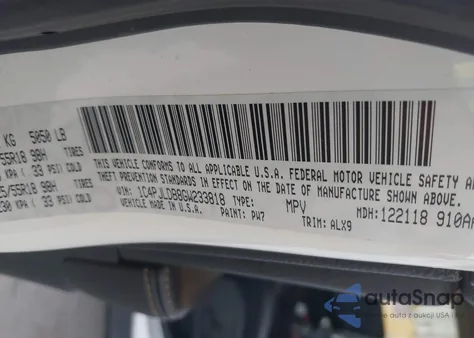 KG 5050 LB
55R18 98H TIRES
KPA ( 33 PSI) COLD
/55R18 98H TIRES
230 KPA ( 33 PSI) COLD
THIS VEHICLE CONFORMS TO ALL APPLICABLE U.S.A. FEDERAL MOTOR VEHICLE SAFETY
THEFT PREVENTION STANDARDS IN EFFECT ON THE DATE OF MANUFACTURE SHOWN ABOVE.
VIN: 1C4PJLDB8GW233818 TYPE: MPV MDH: 122118 910
VEHICLE MADE IN U.S.A. PAINT: PW7 TRIM: ALX9
autoSnap